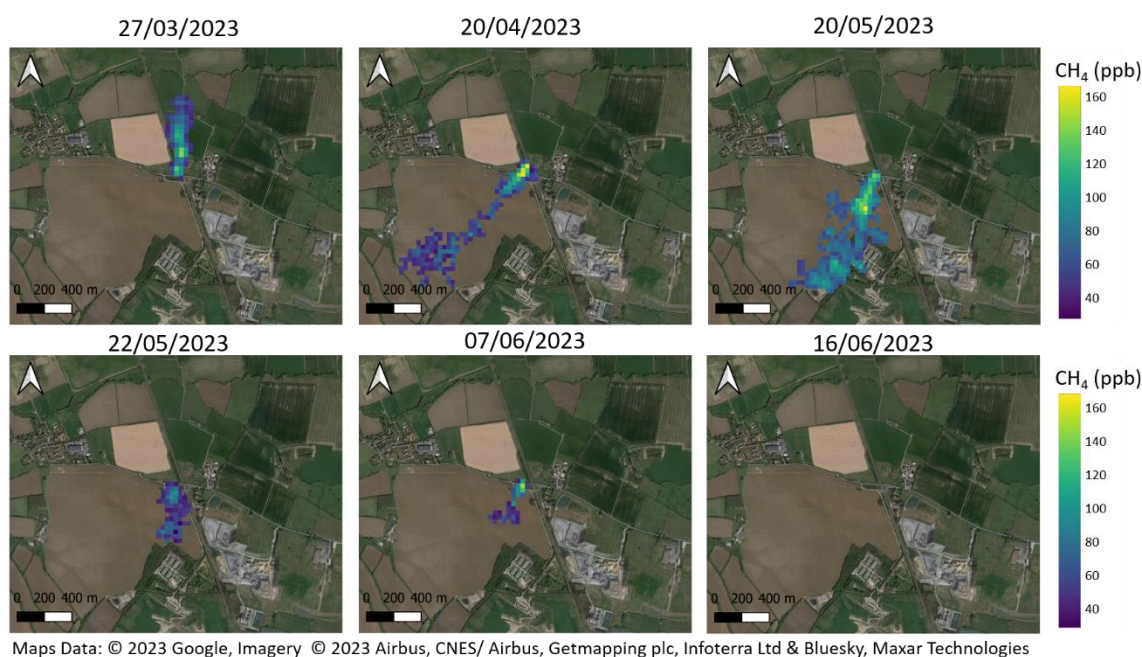 27/03/2023 20/04/2023 20/05/2023
CH₄ (ppb)
160
140
120
100
80
60
40
0 200 400 m 0 200 400 m 0 200 400 m
22/05/2023 07/06/2023 16/06/2023
CH₄ (ppb)
160
140
120
100
80
60
40
0 200 400 m 0 200 400 m 0 200 400 m
Maps Data: © 2023 Google, Imagery © 2023 Airbus, CNES/ Airbus, Getmapping plc, Infoterra Ltd & Bluesky, Maxar Technologies